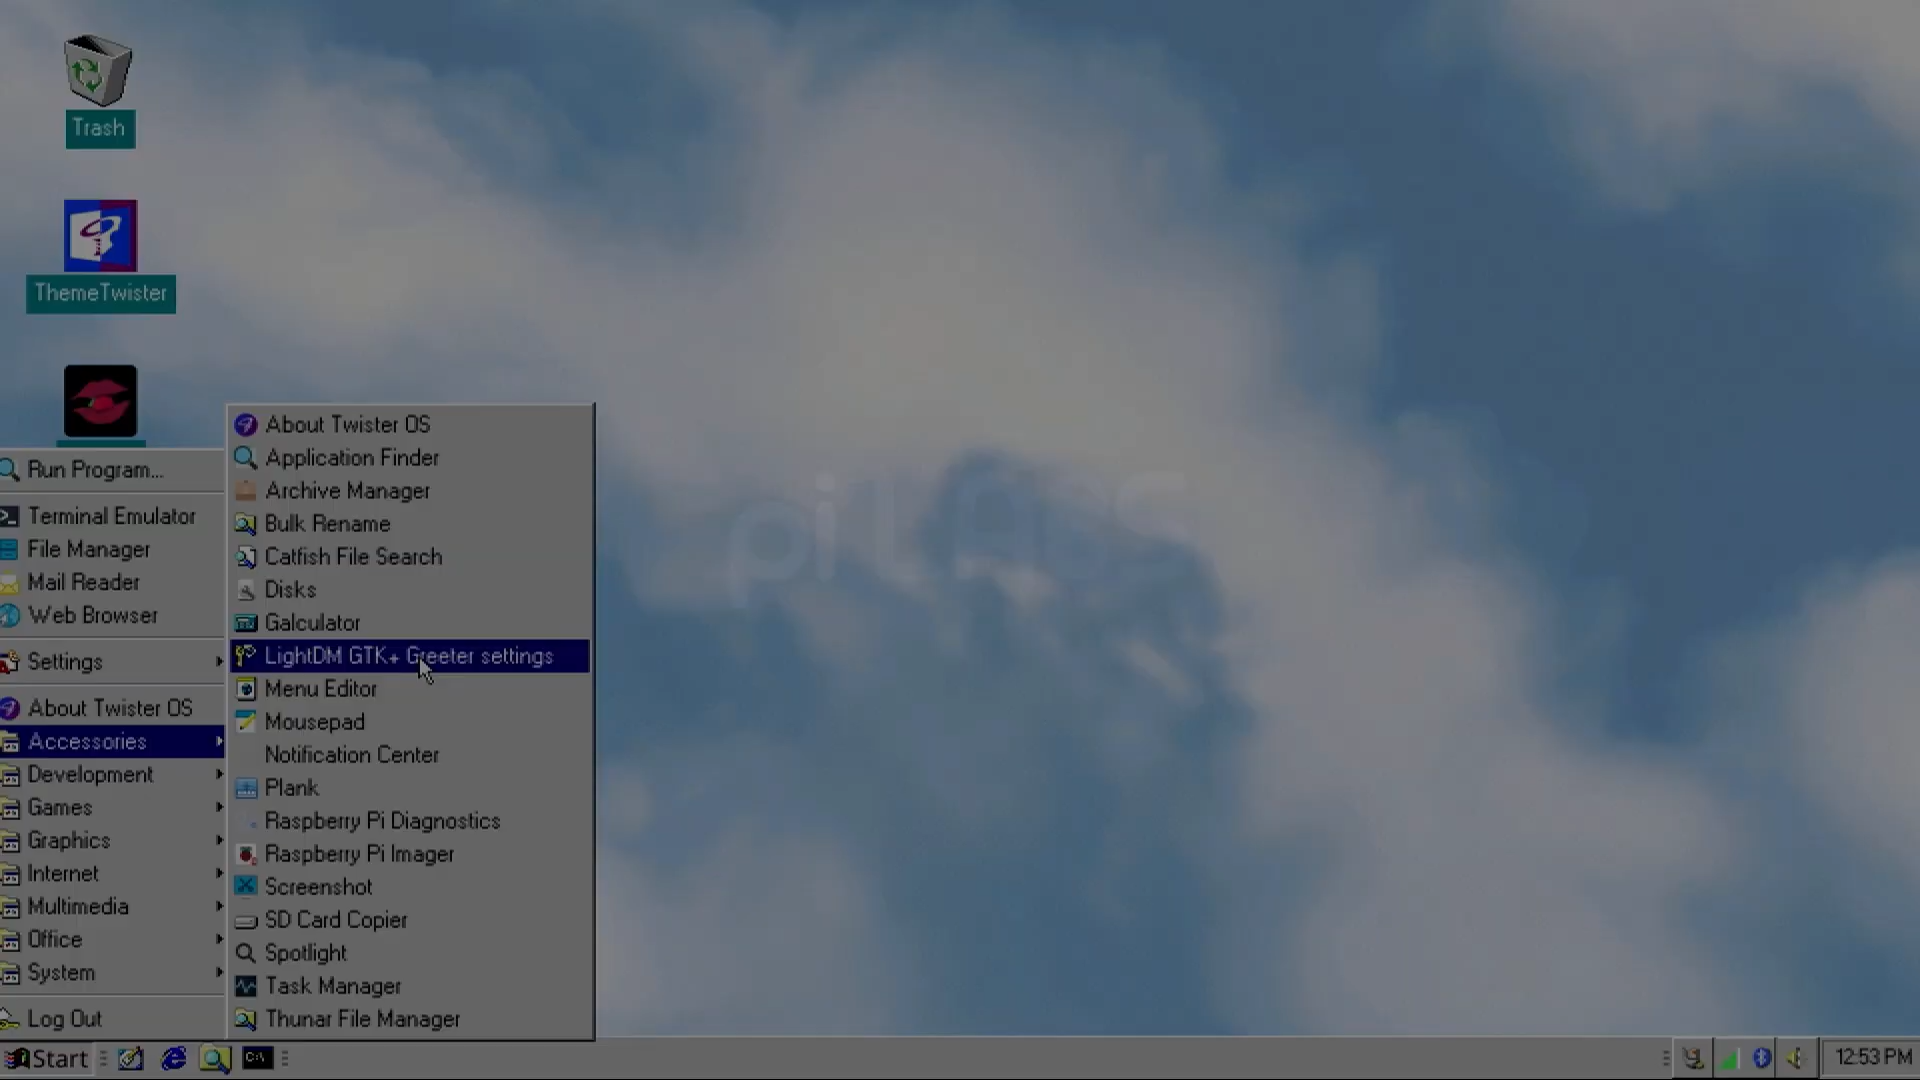 Trash
ThemeTwister
Run Program...
Terminal Emulator
File Manager
Mail Reader
Web Browser
Settings
About Twister OS
Accessories
Development
Games
Graphics
Internet
Multimedia
Office
System
Log Out
About Twister OS
Application Finder
Archive Manager
Bulk Rename
Catfish File Search
Disks
Galculator
LightDM GTK+ Greeter settings
Menu Editor
Mousepad
Notification Center
Plank
Raspberry Pi Diagnostics
Raspberry Pi Imager
Screenshot
SD Card Copier
Spotlight
Task Manager
Thunar File Manager
pi LABS
Start
C:\
12:53 PM